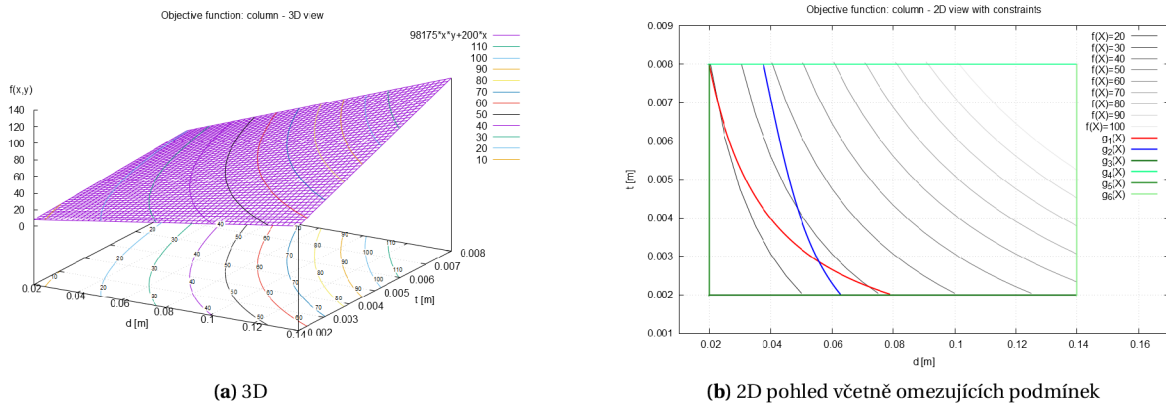 Objective function: column - 3D view
98175*x*y+200*x
110
100
90
80
70
60
50
40
30
20
10
f(x,y)
140
120
100
80
60
40
20
0
0.02
0.04
0.06
0.08
0.1
0.12
0.14
d [m]
0.002
0.003
0.004
0.005
0.006
0.007
0.008
t [m]
(a) 3D
Objective function: column - 2D view with constraints
0.009
0.008
0.007
0.006
0.005
0.004
0.003
0.002
0.001
t [m]
0.02 0.04 0.06 0.08 0.1 0.12 0.14 0.16
d [m]
f(X)=20
f(X)=30
f(X)=40
f(X)=50
f(X)=60
f(X)=70
f(X)=80
f(X)=90
f(X)=100
g₁(X)
g₂(X)
g₃(X)
g₄(X)
g₅(X)
g₆(X)
(b) 2D pohled včetně omezujících podmínek